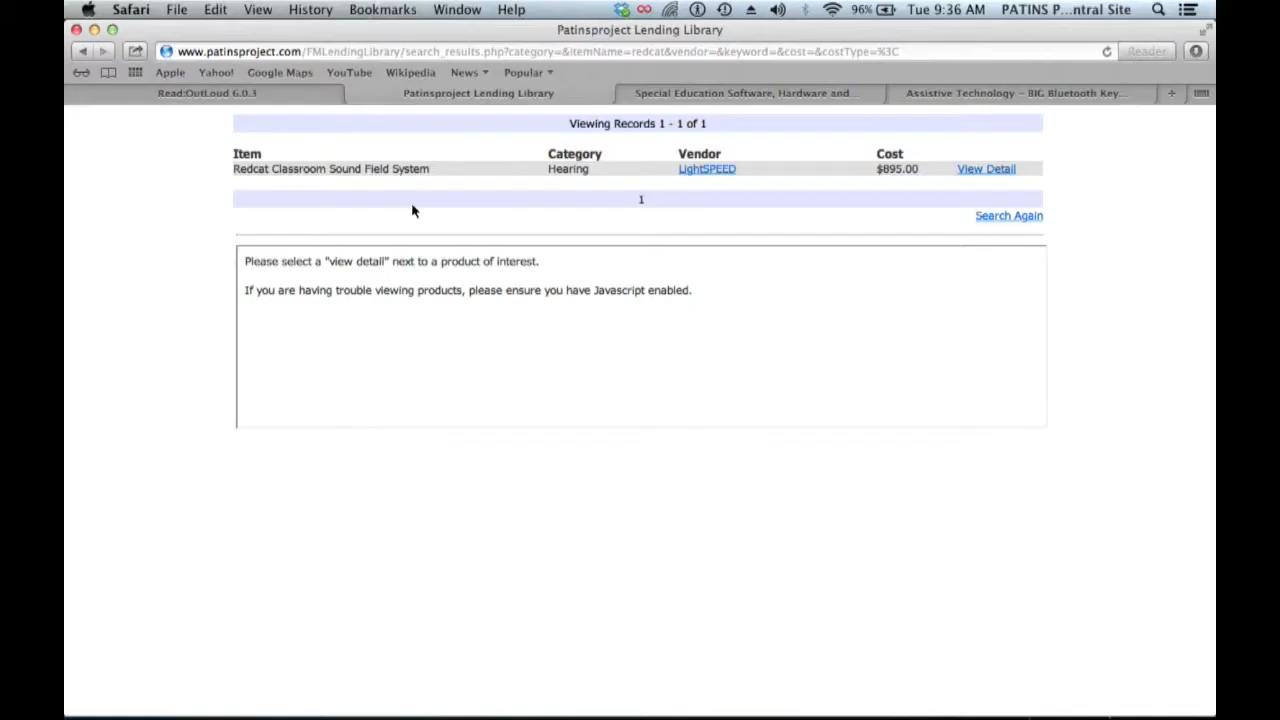 Safari File Edit View History Bookmarks Window Help 96% Tue 9:36 AM PATINS P...ntral Site
Patinsproject Lending Library
www.patinsproject.com/FMLendingLibrary/search_results.php?category=&itemName=redcat&vendor=&keyword=&cost=&costType=%3C Reader
Apple Yahoo! Google Maps YouTube Wikipedia News Popular
Read:OutLoud 6.0.3 Patinsproject Lending Library Special Education Software, Hardware and... Assistive Technology – BIG Bluetooth Key... +
Viewing Records 1 - 1 of 1
Item Category Vendor Cost
Redcat Classroom Sound Field System Hearing LightSPEED $895.00 View Detail
1
Search Again
Please select a "view detail" next to a product of interest.
If you are having trouble viewing products, please ensure you have Javascript enabled.